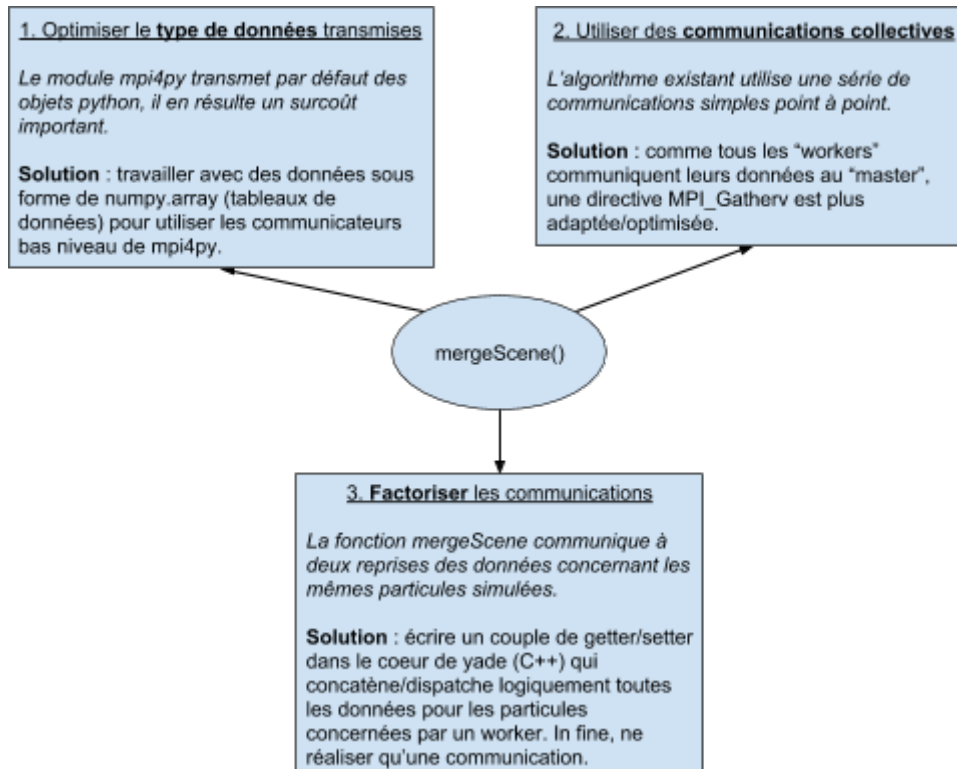 1. Optimiser le type de données transmises
Le module mpi4py transmet par défaut des
objets python, il en résulte un surcoût
important.
Solution : travailler avec des données sous
forme de numpy.array (tableaux de
données) pour utiliser les communicateurs
bas niveau de mpi4py.
2. Utiliser des communications collectives
L'algorithme existant utilise une série de
communications simples point à point.
Solution : comme tous les “workers”
communiquent leurs données au “master”,
une directive MPI_Gatherv est plus
adaptée/optimisée.
mergeScene()
3. Factoriser les communications
La fonction mergeScene communique à
deux reprises des données concernant les
mêmes particules simulées.
Solution : écrire un couple de getter/setter
dans le coeur de yade (C++) qui
concatène/dispatche logiquement toutes
les données pour les particules
concernées par un worker. In fine, ne
réaliser qu'une communication.